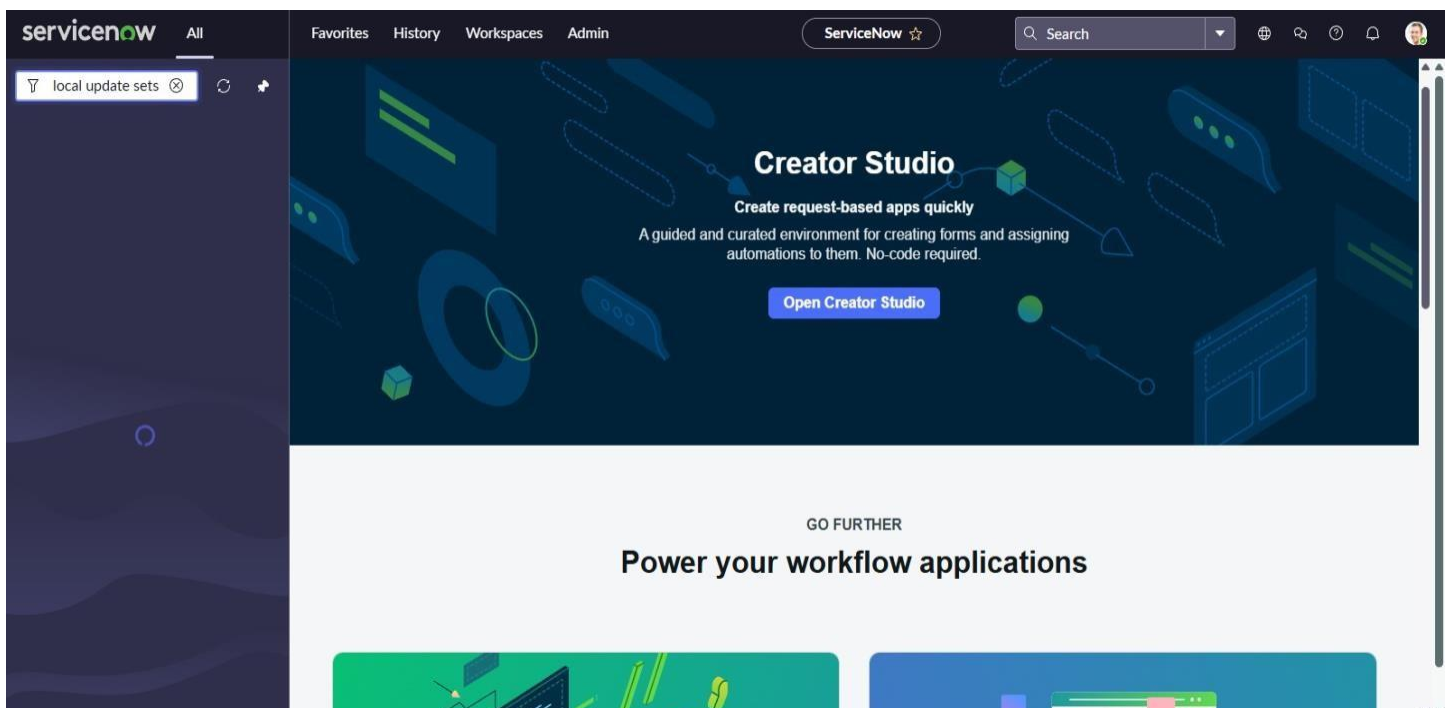 servicenow
All
Favorites
History
Workspaces
Admin
ServiceNow
Search
local update sets
Creator Studio
Create request-based apps quickly
A guided and curated environment for creating forms and assigning
automations to them. No-code required.
Open Creator Studio
GO FURTHER
Power your workflow applications